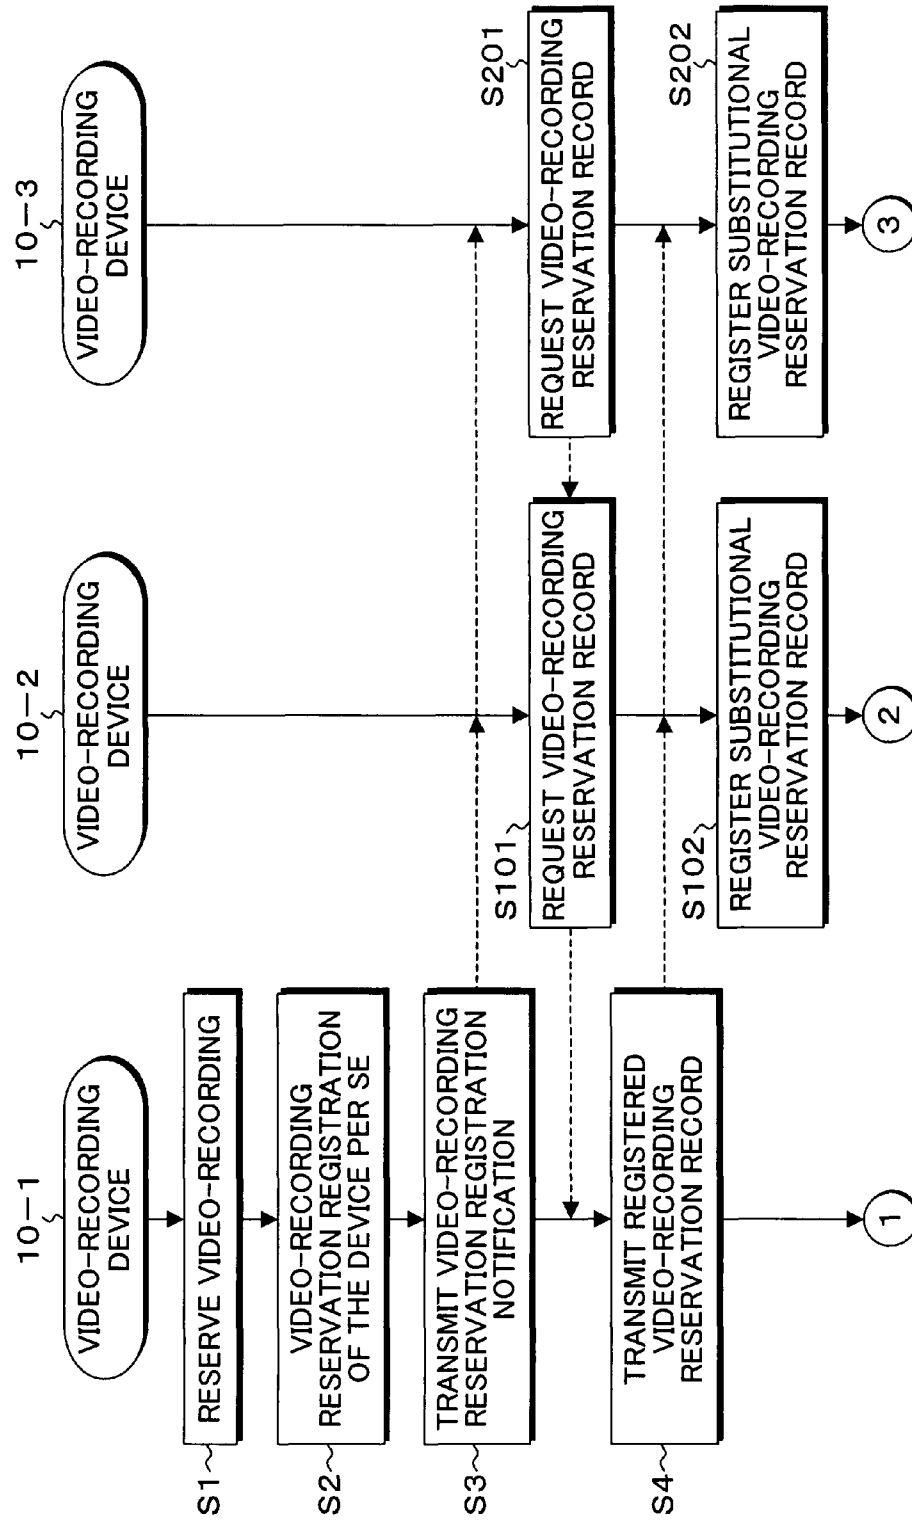 10-1
VIDEO-RECORDING
DEVICE
S1
RESERVE VIDEO-RECORDING
S2
VIDEO-RECORDING
RESERVATION REGISTRATION
OF THE DEVICE PER SE
S3
TRANSMIT VIDEO-RECORDING
RESERVATION REGISTRATION
NOTIFICATION
S4
TRANSMIT REGISTERED
VIDEO-RECORDING
RESERVATION RECORD
1
10-2
VIDEO-RECORDING
DEVICE
S101
REQUEST VIDEO-RECORDING
RESERVATION RECORD
S102
REGISTER SUBSTITUTIONAL
VIDEO-RECORDING
RESERVATION RECORD
2
10-3
VIDEO-RECORDING
DEVICE
S201
REQUEST VIDEO-RECORDING
RESERVATION RECORD
S202
REGISTER SUBSTITUTIONAL
VIDEO-RECORDING
RESERVATION RECORD
3